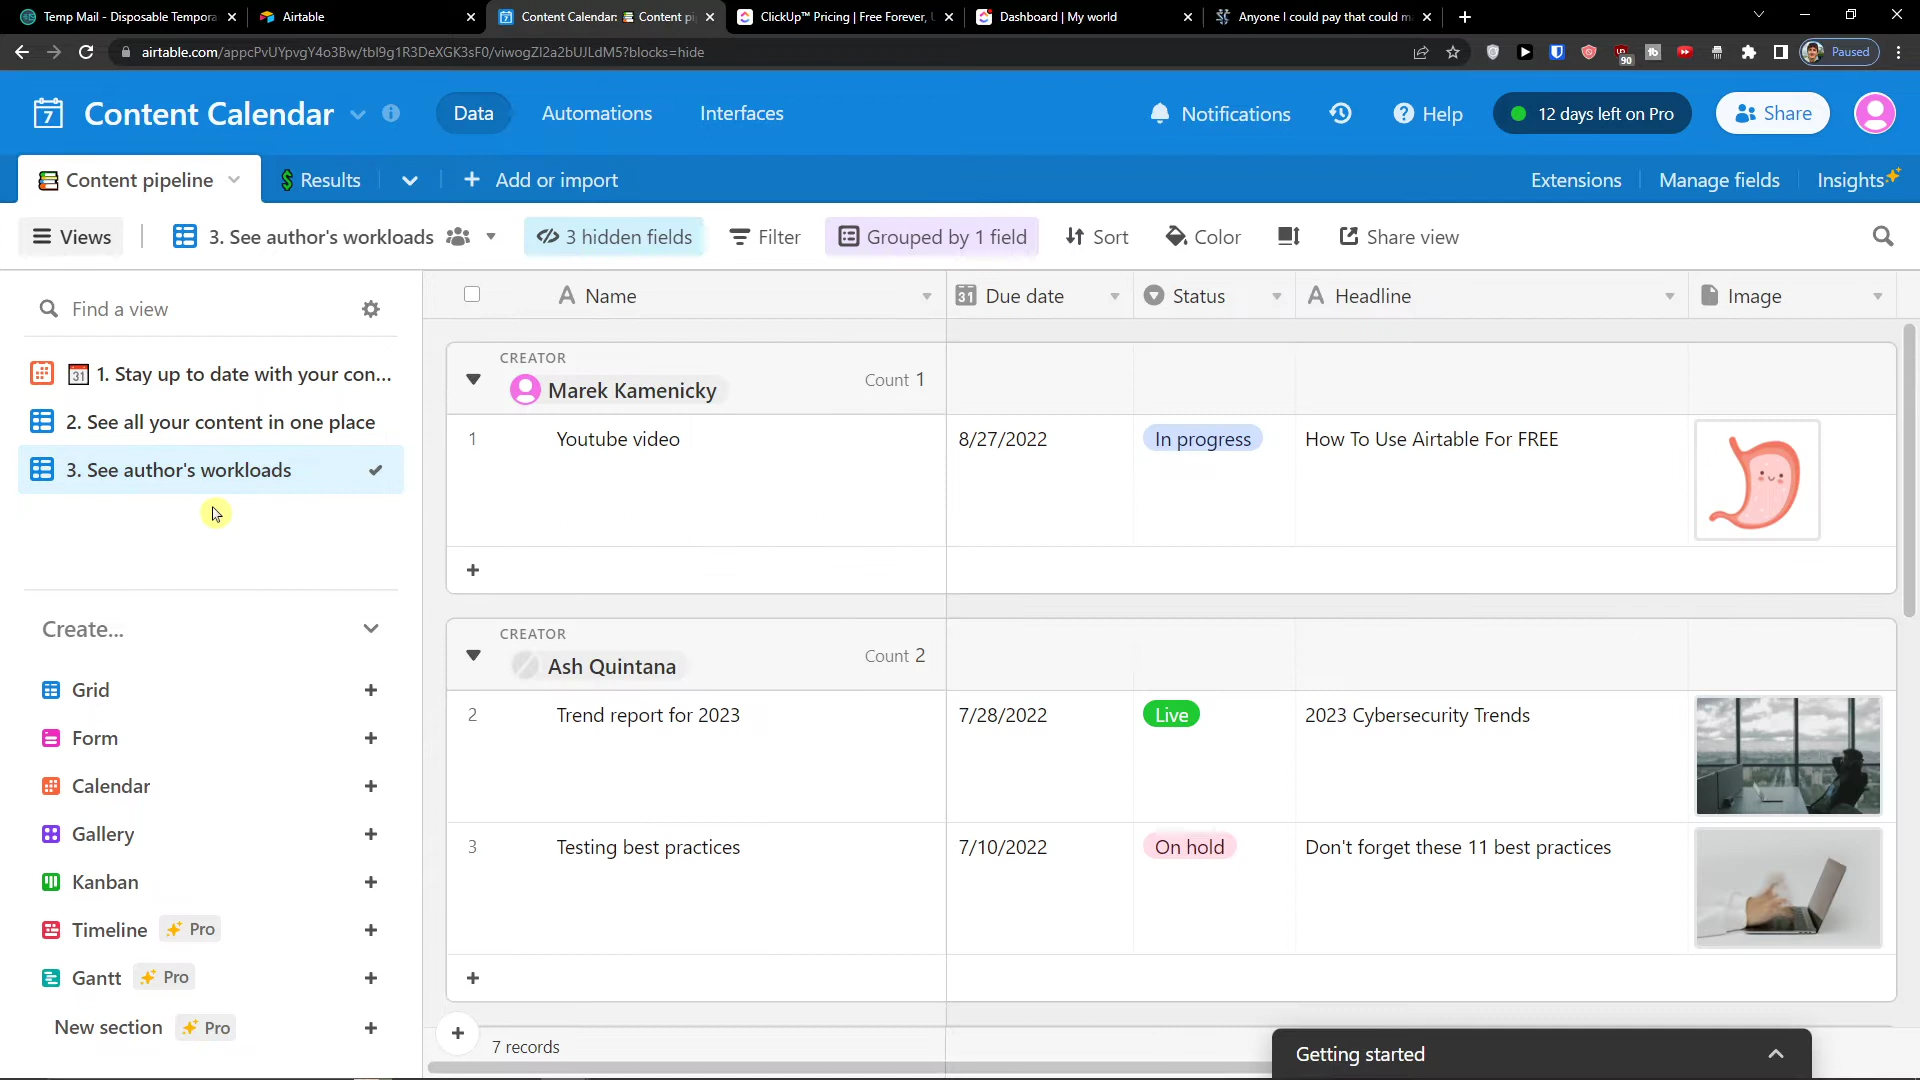 Temp Mail - Disposable Tempora
Airtable
Content Calendar: Content pi
ClickUp™ Pricing | Free Forever, U
Dashboard | My world
Anyone I could pay that could m
airtable.com/appcPvUYpvgY4o3Bw/tbl9g1R3DeXGK3sF0/viwogZI2a2bUJLdM5?blocks=hide
90
Paused
7
Content Calendar
Data
Automations
Interfaces
Notifications
Help
12 days left on Pro
Share
Content pipeline
Results
Add or import
Extensions
Manage fields
Insights
Views
3. See author's workloads
3 hidden fields
Filter
Grouped by 1 field
Sort
Color
Share view
Find a view
31 1. Stay up to date with your con...
2. See all your content in one place
3. See author's workloads
Create...
Grid
Form
Calendar
Gallery
Kanban
Timeline Pro
Gantt Pro
New section Pro
A Name
31 Due date
Status
A Headline
Image
CREATOR
Marek Kamenicky
Count 1
1 Youtube video 8/27/2022 In progress How To Use Airtable For FREE
CREATOR
Ash Quintana
Count 2
2 Trend report for 2023 7/28/2022 Live 2023 Cybersecurity Trends
3 Testing best practices 7/10/2022 On hold Don't forget these 11 best practices
7 records
Getting started